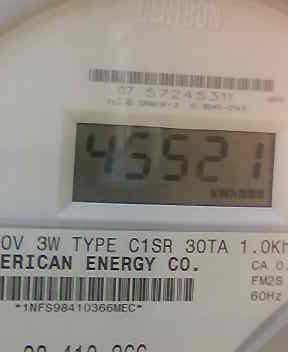 07 57245311
45521
0V 3W TYPE C1SR 30TA 1.0Kh
ERICAN ENERGY CO.
CA 0.
FM2S
60Hz
*1NFS98410366MEC*